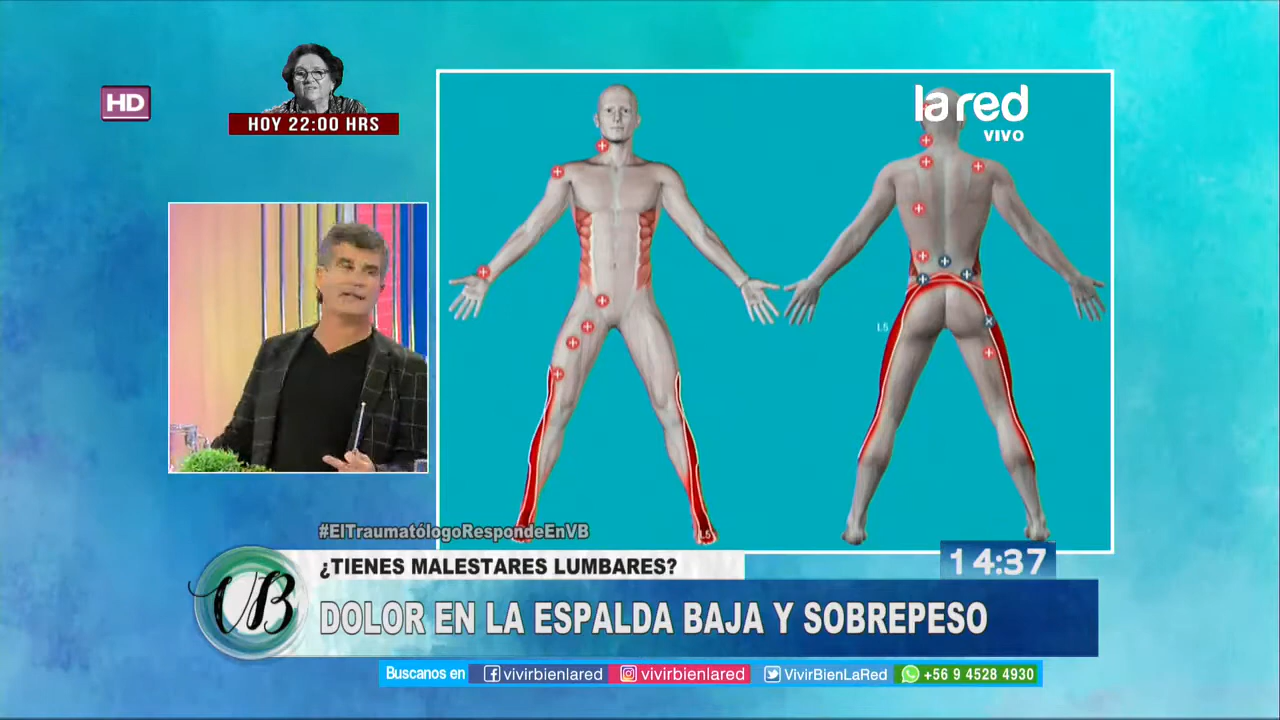 HD
HOY 22:00 HRS
la red
VIVO
L5
L5
#ElTraumatólogoRespondeEnVB
¿TIENES MALESTARES LUMBARES?
14:37
VB
DOLOR EN LA ESPALDA BAJA Y SOBREPESO
Buscanos en vivirbienlared vivirbienlared VivirBienLaRed +56 9 4528 4930